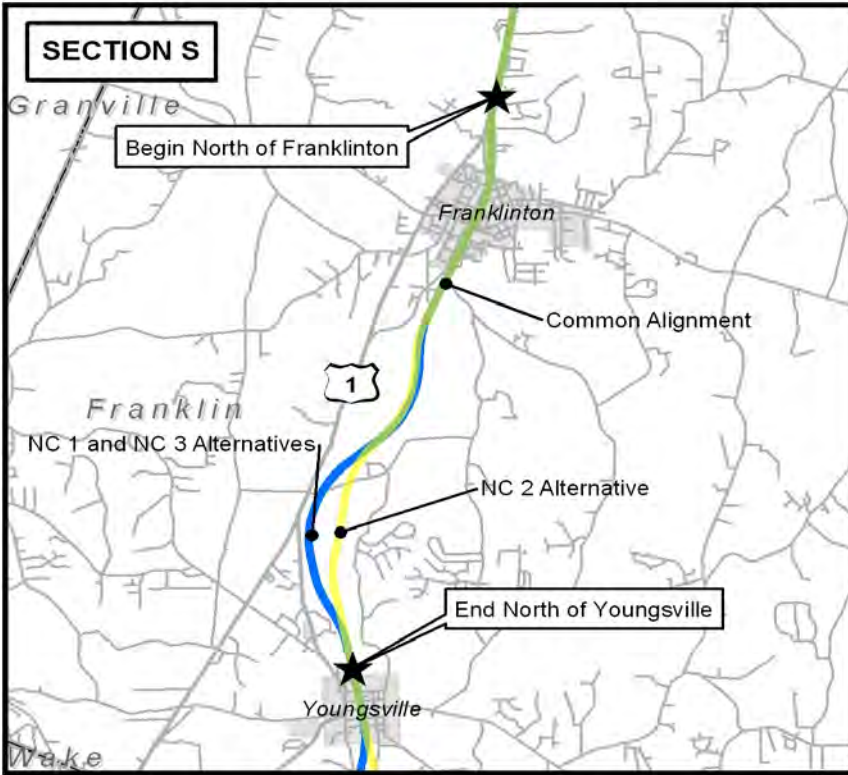 SECTION S
Granville
Begin North of Franklinton
Franklinton
Common Alignment
1
Franklin
NC 1 and NC 3 Alternatives
NC 2 Alternative
End North of Youngsville
Youngsville
Wake